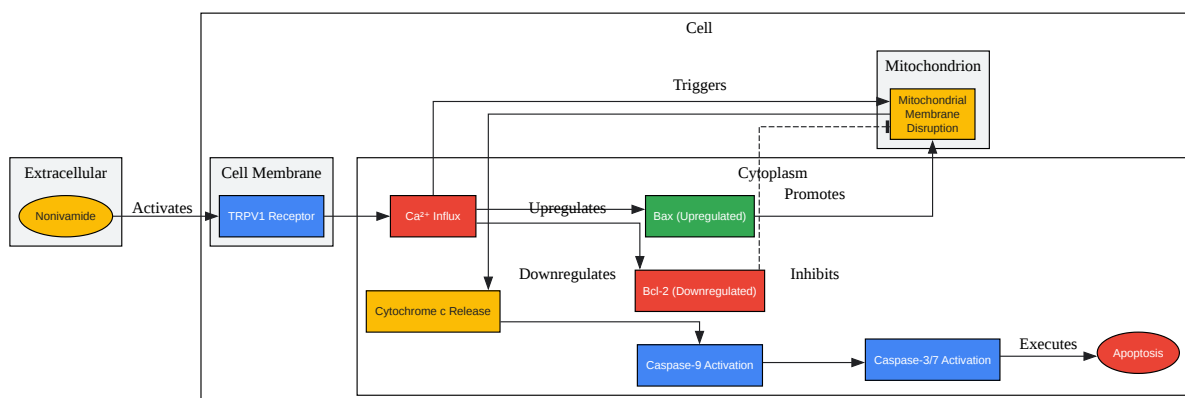 Cell
Mitochondrion
Triggers
Mitochondrial
Membrane
Disruption
Extracellular
Cell Membrane
Cytoplasm
Nonivamide
Activates
TRPV1 Receptor
Ca²⁺ Influx
Upregulates
Bax (Upregulated)
Promotes
Downregulates
Inhibits
Bcl-2 (Downregulated)
Cytochrome c Release
Caspase-9 Activation
Caspase-3/7 Activation
Executes
Apoptosis